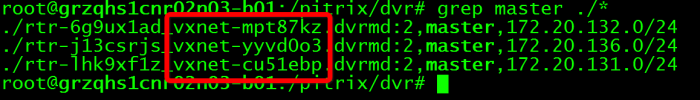 root@grzqhs1cnr02n03-b01:/pitrix/dvr# grep master ./*
./rtr-6g9ux1ad_vxnet-mpt87kz.dvrmd:2,master,172.20.132.0/24
./rtr-j13csrjs_vxnet-yyvd0o3.dvrmd:2,master,172.20.136.0/24
./rtr-lhk9xf1z_vxnet-cu51ebp.dvrmd:2,master,172.20.131.0/24
root@grzqhs1cnr02n03-b01:/pitrix/dvr#